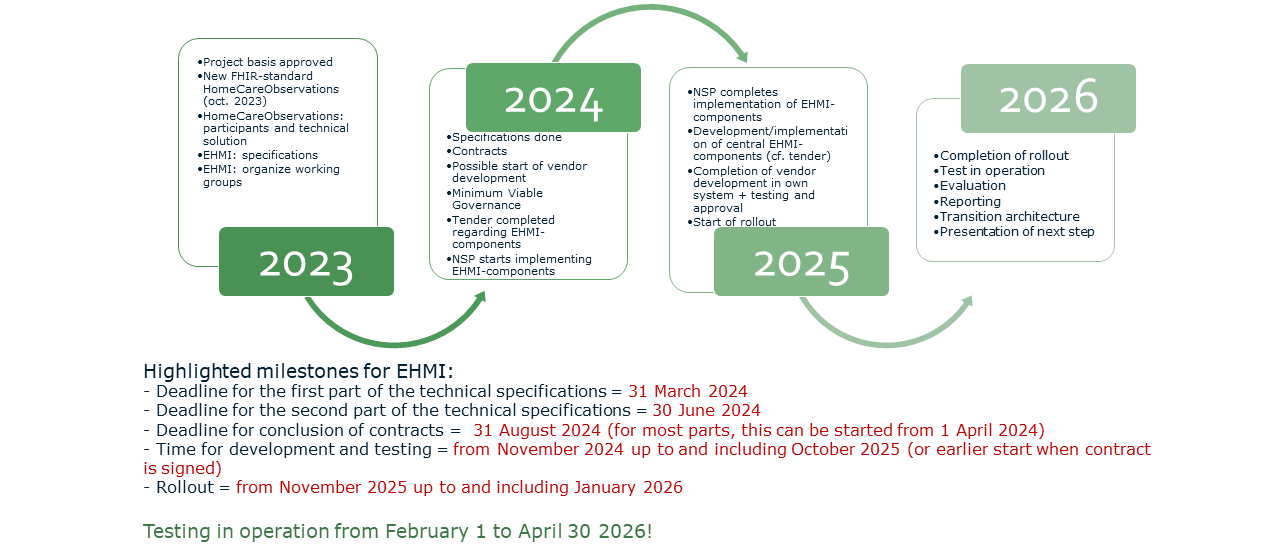 •Project basis approved
•New FHIR-standard
HomeCareObservations
(oct. 2023)
•HomeCareObservations:
participants and technical
solution
•EHMI: specifications
•EHMI: organize working
groups
2023
2024
•Specifications done
•Contracts
•Possible start of vendor
development
•Minimum Viable
Governance
•Tender completed
regarding EHMI-
components
•NSP starts implementing
EHMI-components
•NSP completes
implementation of EHMI-
components
•Development/implementati
on of central EHMI-
components (cf. tender)
•Completion of vendor
development in own
system + testing and
approval
•Start of rollout
2025
2026
•Completion of rollout
•Test in operation
•Evaluation
•Reporting
•Transition architecture
•Presentation of next step
Highlighted milestones for EHMI:
- Deadline for the first part of the technical specifications = 31 March 2024
- Deadline for the second part of the technical specifications = 30 June 2024
- Deadline for conclusion of contracts = 31 August 2024 (for most parts, this can be started from 1 April 2024)
- Time for development and testing = from November 2024 up to and including October 2025 (or earlier start when contract
is signed)
- Rollout = from November 2025 up to and including January 2026
Testing in operation from February 1 to April 30 2026!